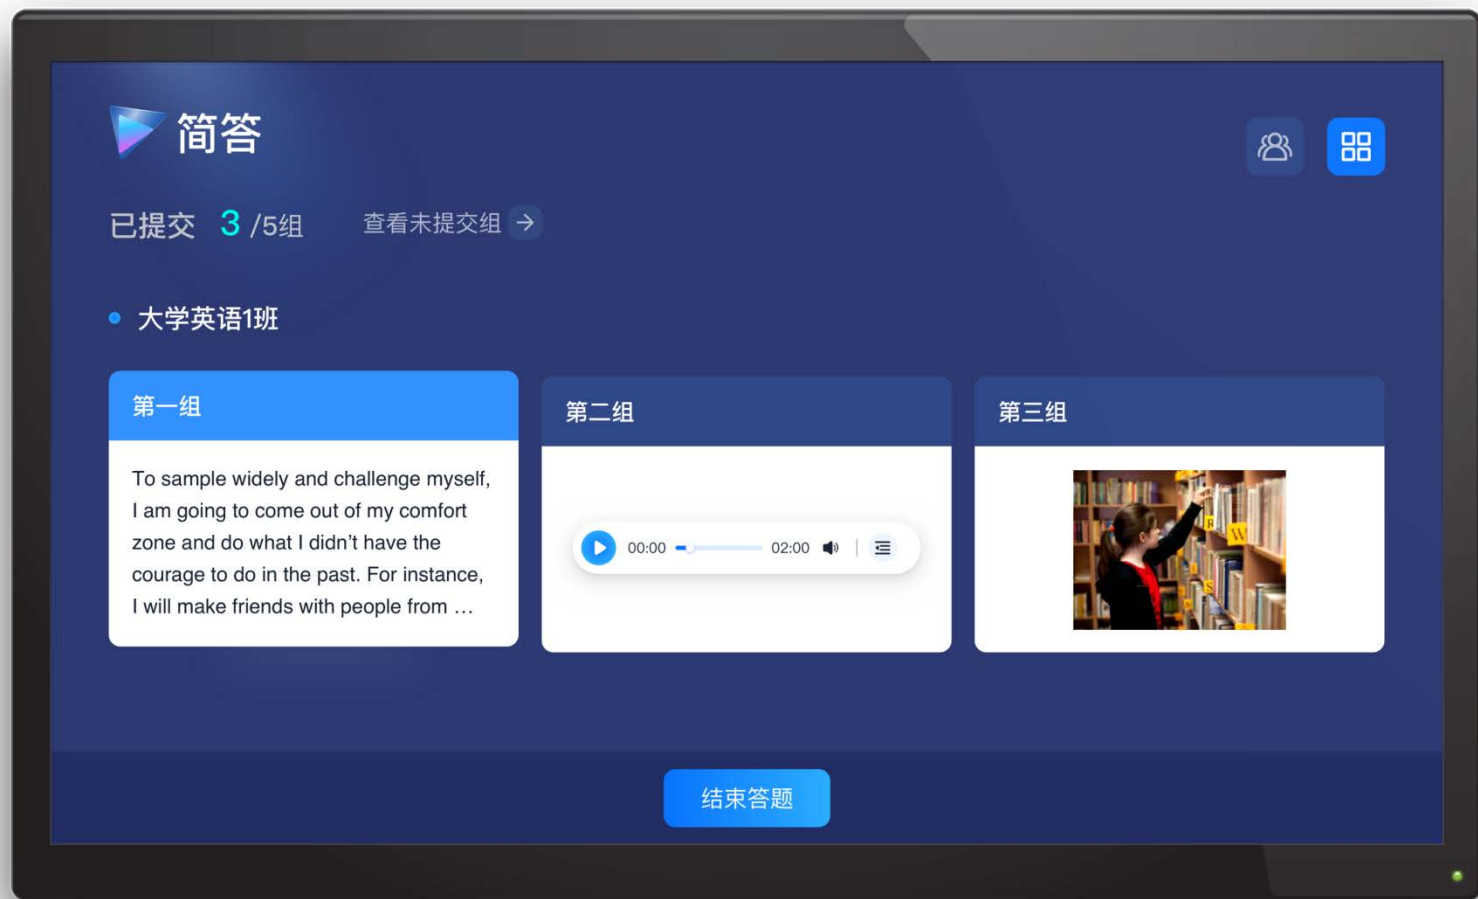 简答
已提交 3 /5组 查看未提交组
大学英语1班
第一组
To sample widely and challenge myself,
I am going to come out of my comfort
zone and do what I didn’t have the
courage to do in the past. For instance,
I will make friends with people from …
第二组
00:00 02:00
第三组
R
W
S
结束答题